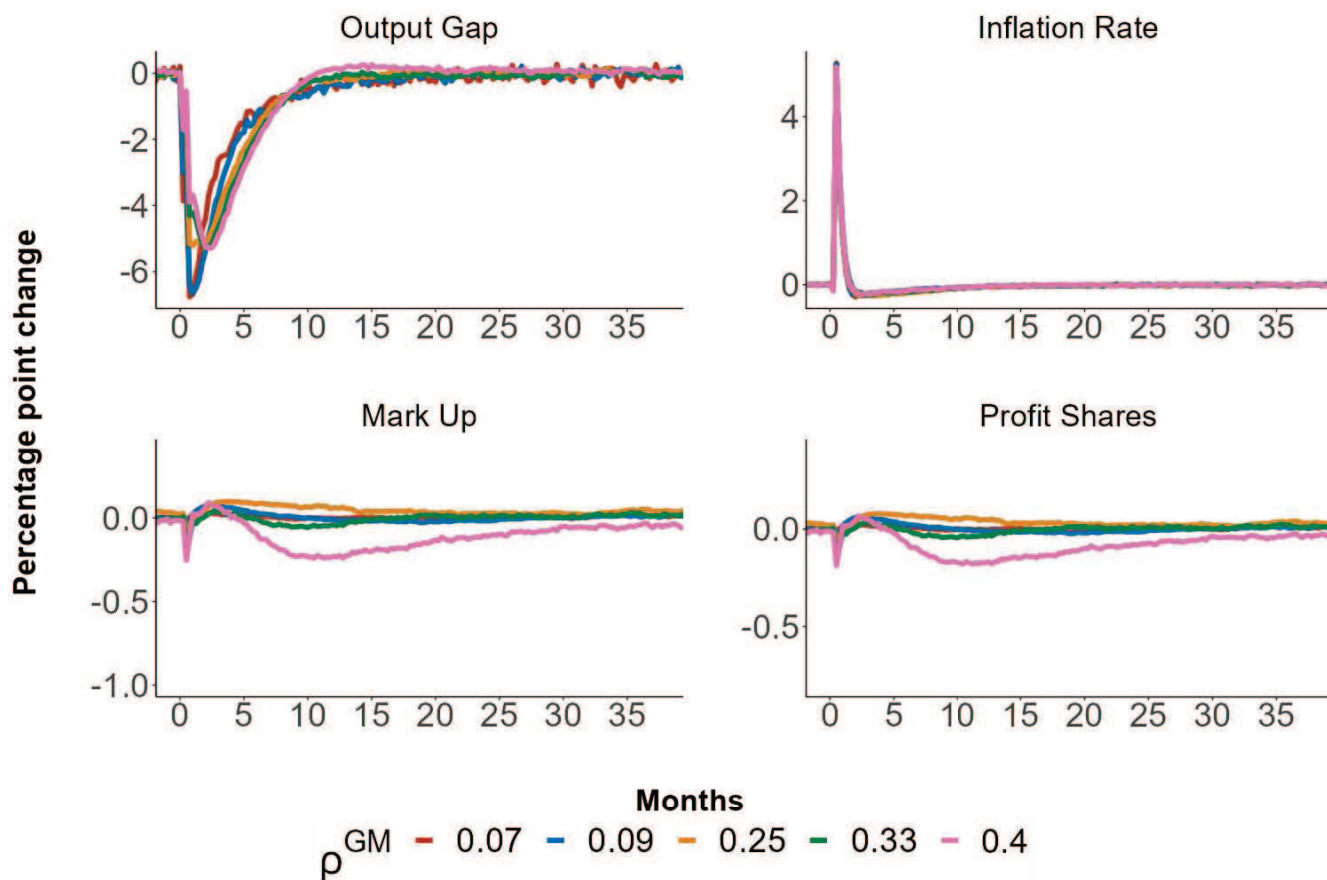 Percentage point change
Output Gap
0
-2
-4
-6
0 5 10 15 20 25 30 35
Inflation Rate
4
2
0
0 5 10 15 20 25 30 35
Mark Up
0.0
-0.5
-1.0
0 5 10 15 20 25 30 35
Profit Shares
0.0
-0.5
0 5 10 15 20 25 30 35
Months
ρ^GM 0.07 0.09 0.25 0.33 0.4